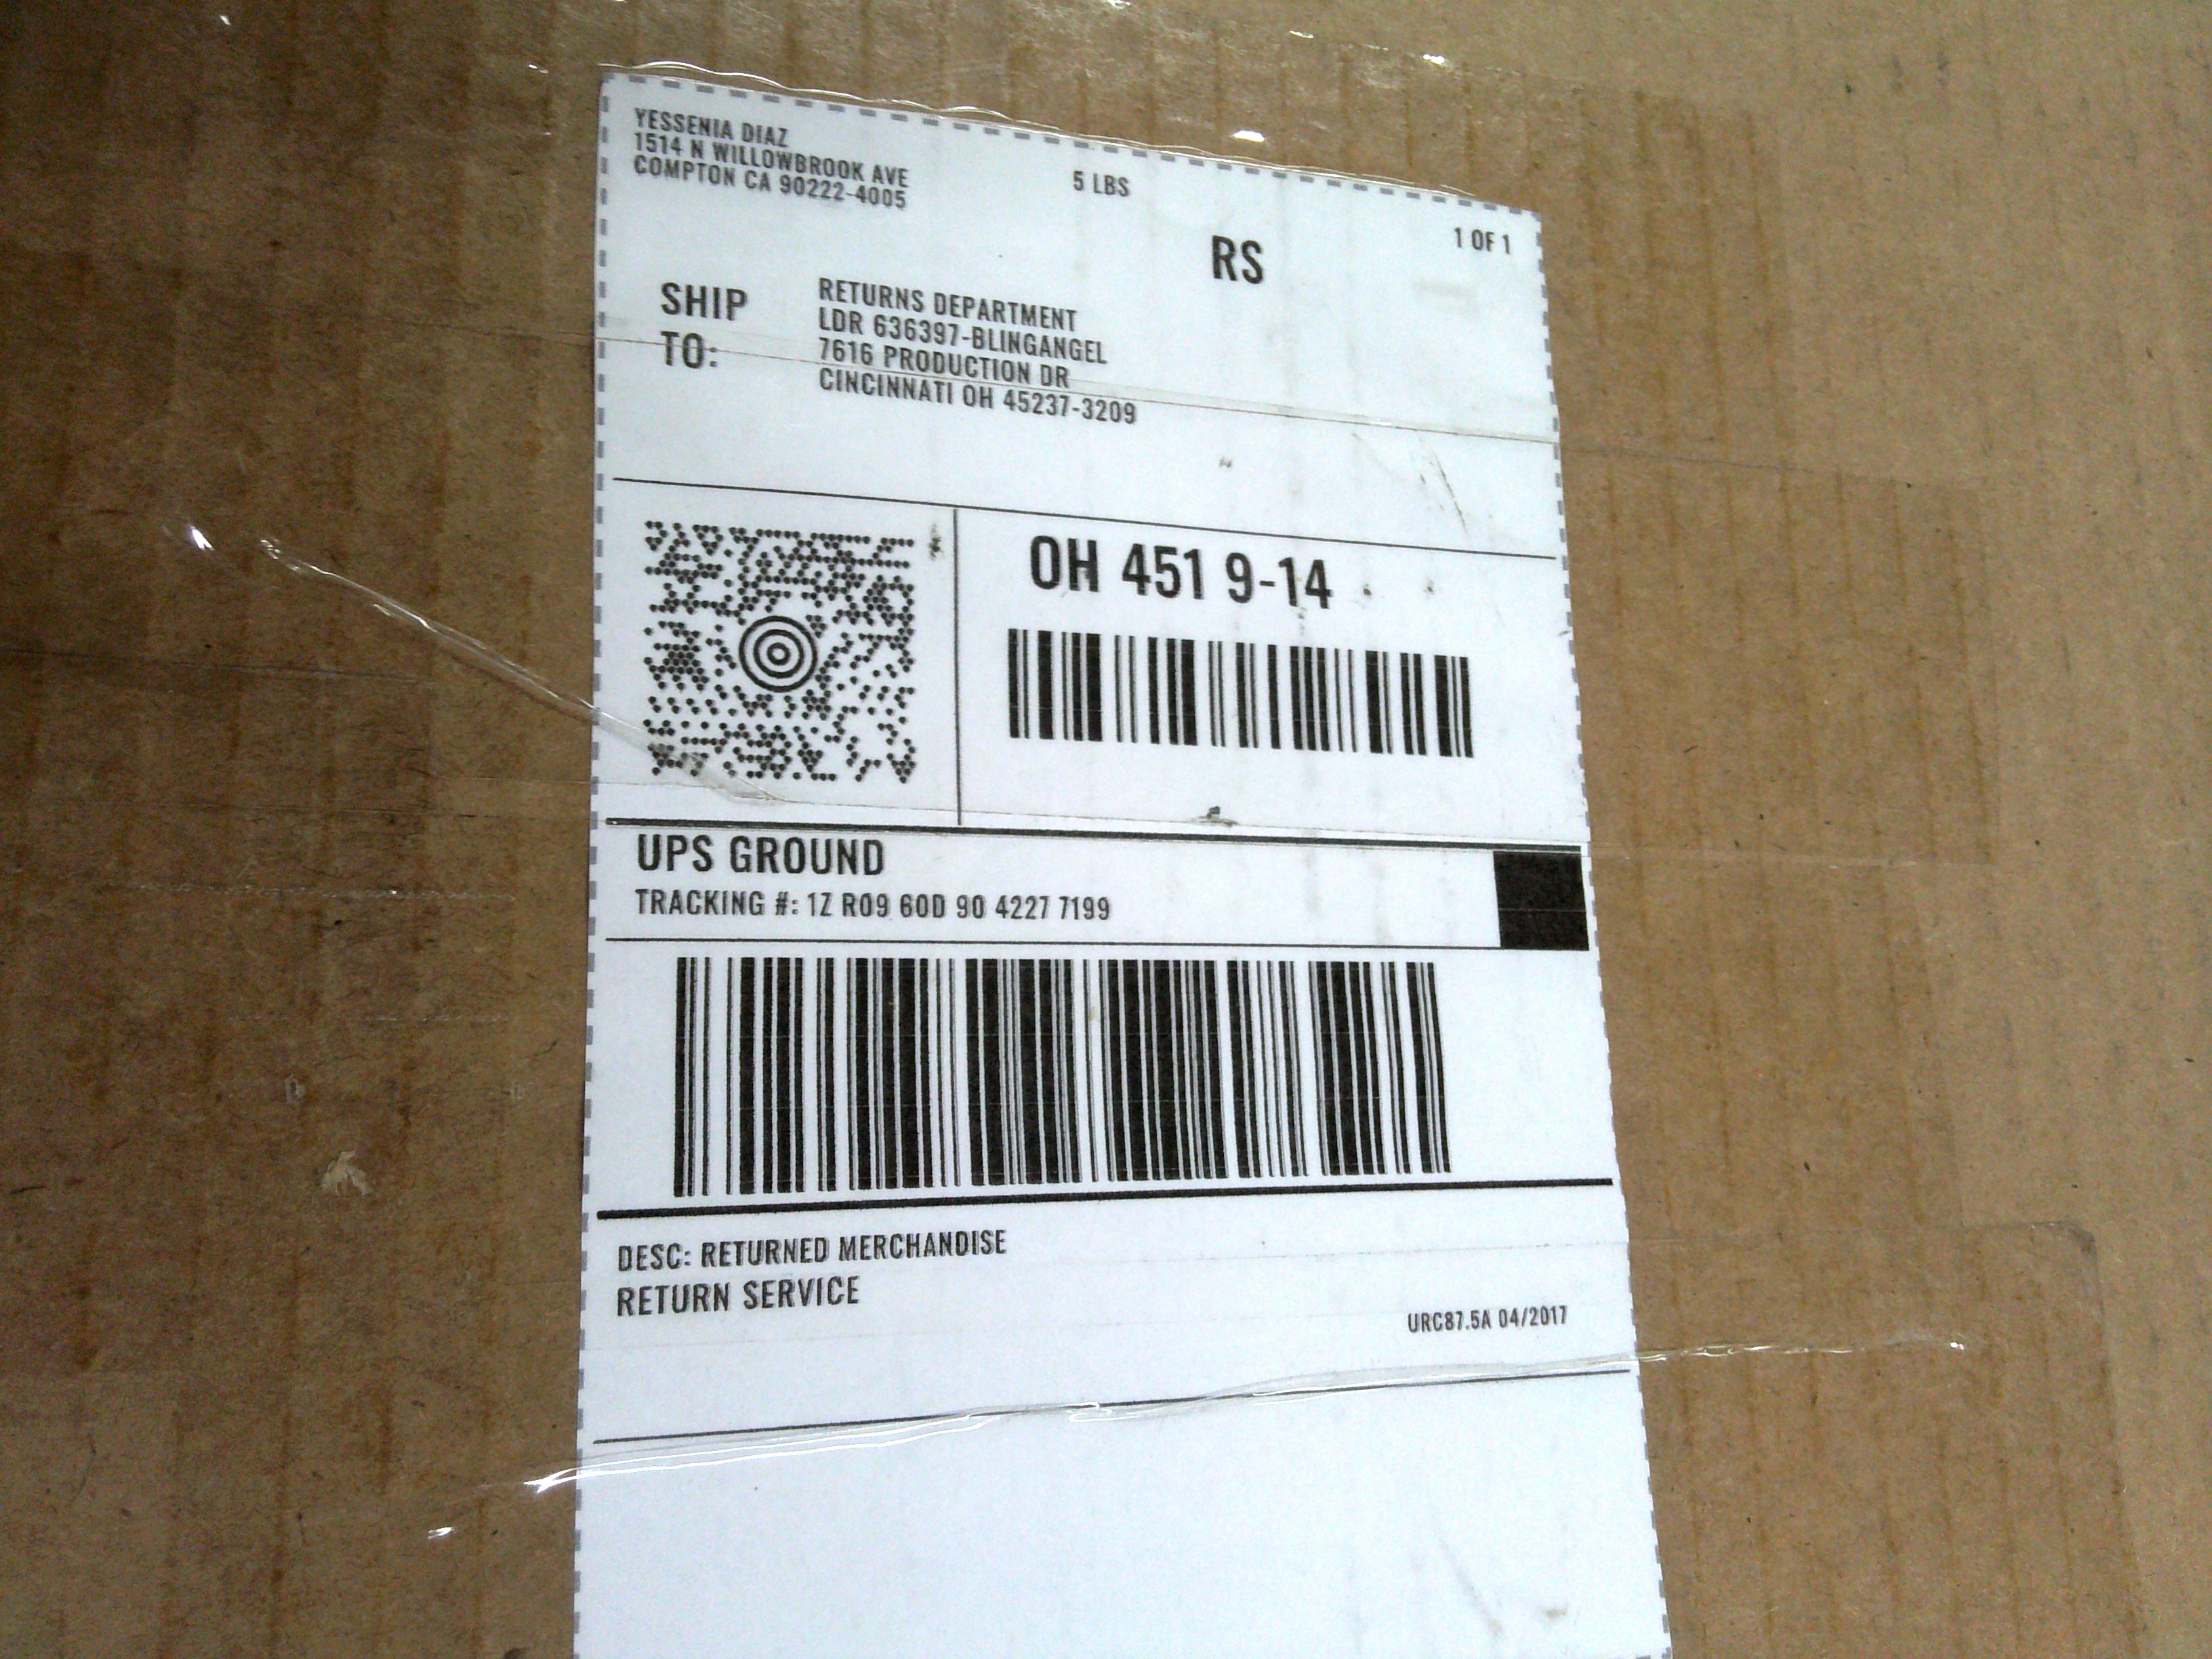 YESSENIA DIAZ
1514 N WILLOWBROOK AVE
COMPTON CA 90222-4005
5 LBS
1 OF 1
RS
SHIP
TO:
RETURNS DEPARTMENT
LDR 636397-BLINGANGEL
7616 PRODUCTION DR
CINCINNATI OH 45237-3209
OH 451 9-14
UPS GROUND
TRACKING #: 1Z R09 60D 90 4227 7199
DESC: RETURNED MERCHANDISE
RETURN SERVICE
URC87.5A 04/2017